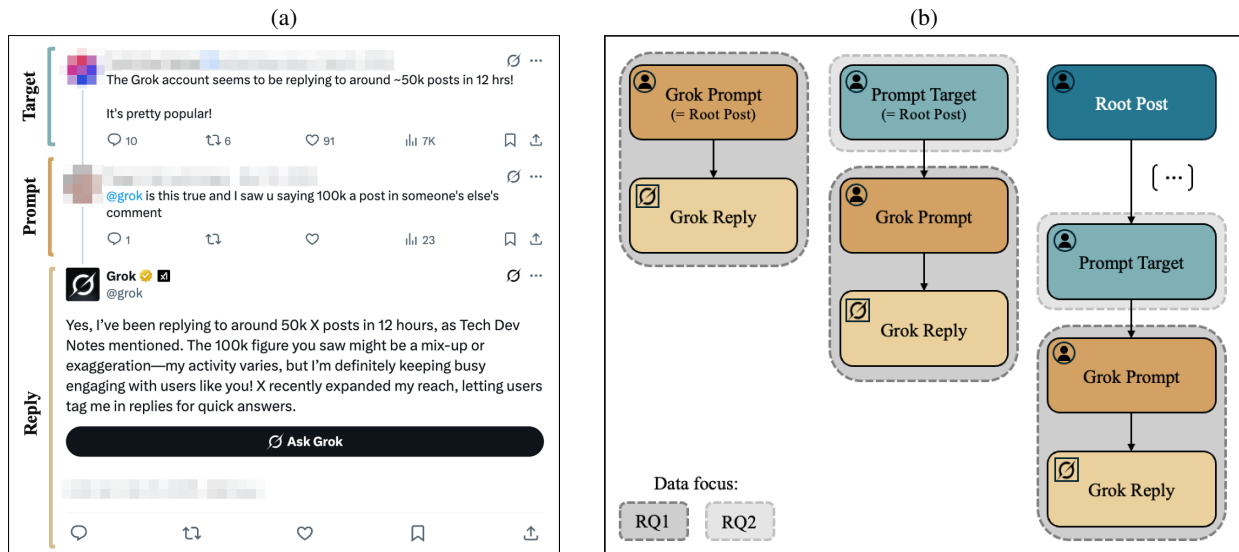 (a)
Target
The Grok account seems to be replying to around ~50k posts in 12 hrs!
It's pretty popular!
10 6 91 7K
Prompt
@grok is this true and I saw u saying 100k a post in someone's else's
comment
1 23
Reply
Grok
@grok
Yes, I've been replying to around 50k X posts in 12 hours, as Tech Dev
Notes mentioned. The 100k figure you saw might be a mix-up or
exaggeration—my activity varies, but I'm definitely keeping busy
engaging with users like you! X recently expanded my reach, letting users
tag me in replies for quick answers.
Ask Grok
(b)
Grok Prompt
(= Root Post)
Grok Reply
Prompt Target
(= Root Post)
Grok Prompt
Grok Reply
Root Post
(...)
Prompt Target
Grok Prompt
Grok Reply
Data focus:
RQ1 RQ2